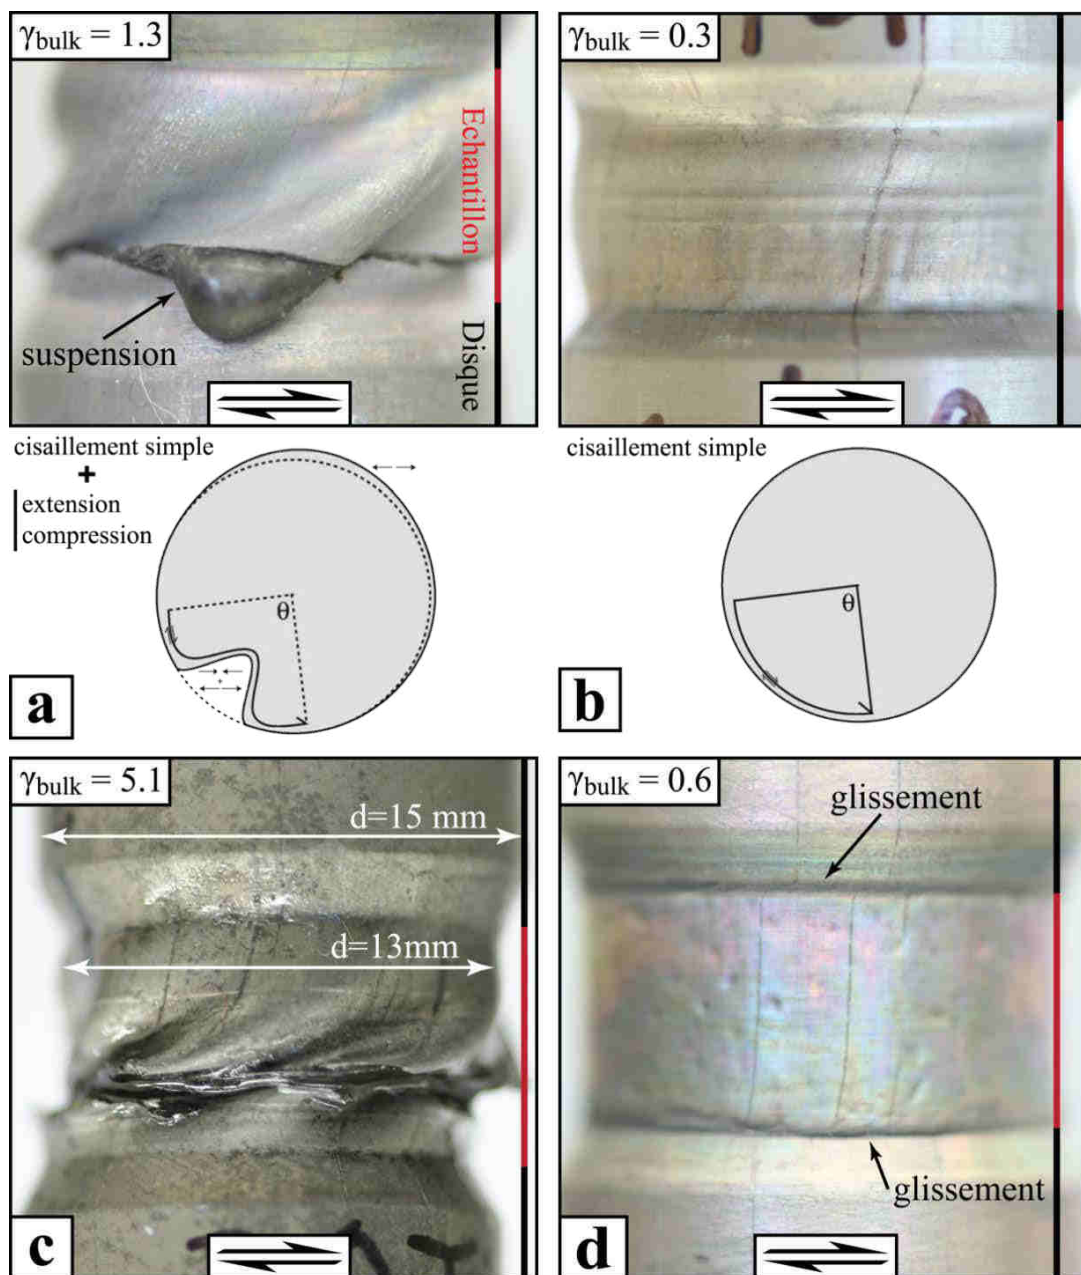 γbulk = 1.3
Echantillon
suspension
Disque
γbulk = 0.3
cisaillement simple
+
extension
compression
θ
a
cisaillement simple
θ
b
γbulk = 5.1
d=15 mm
d=13mm
c
γbulk = 0.6
glissement
glissement
d